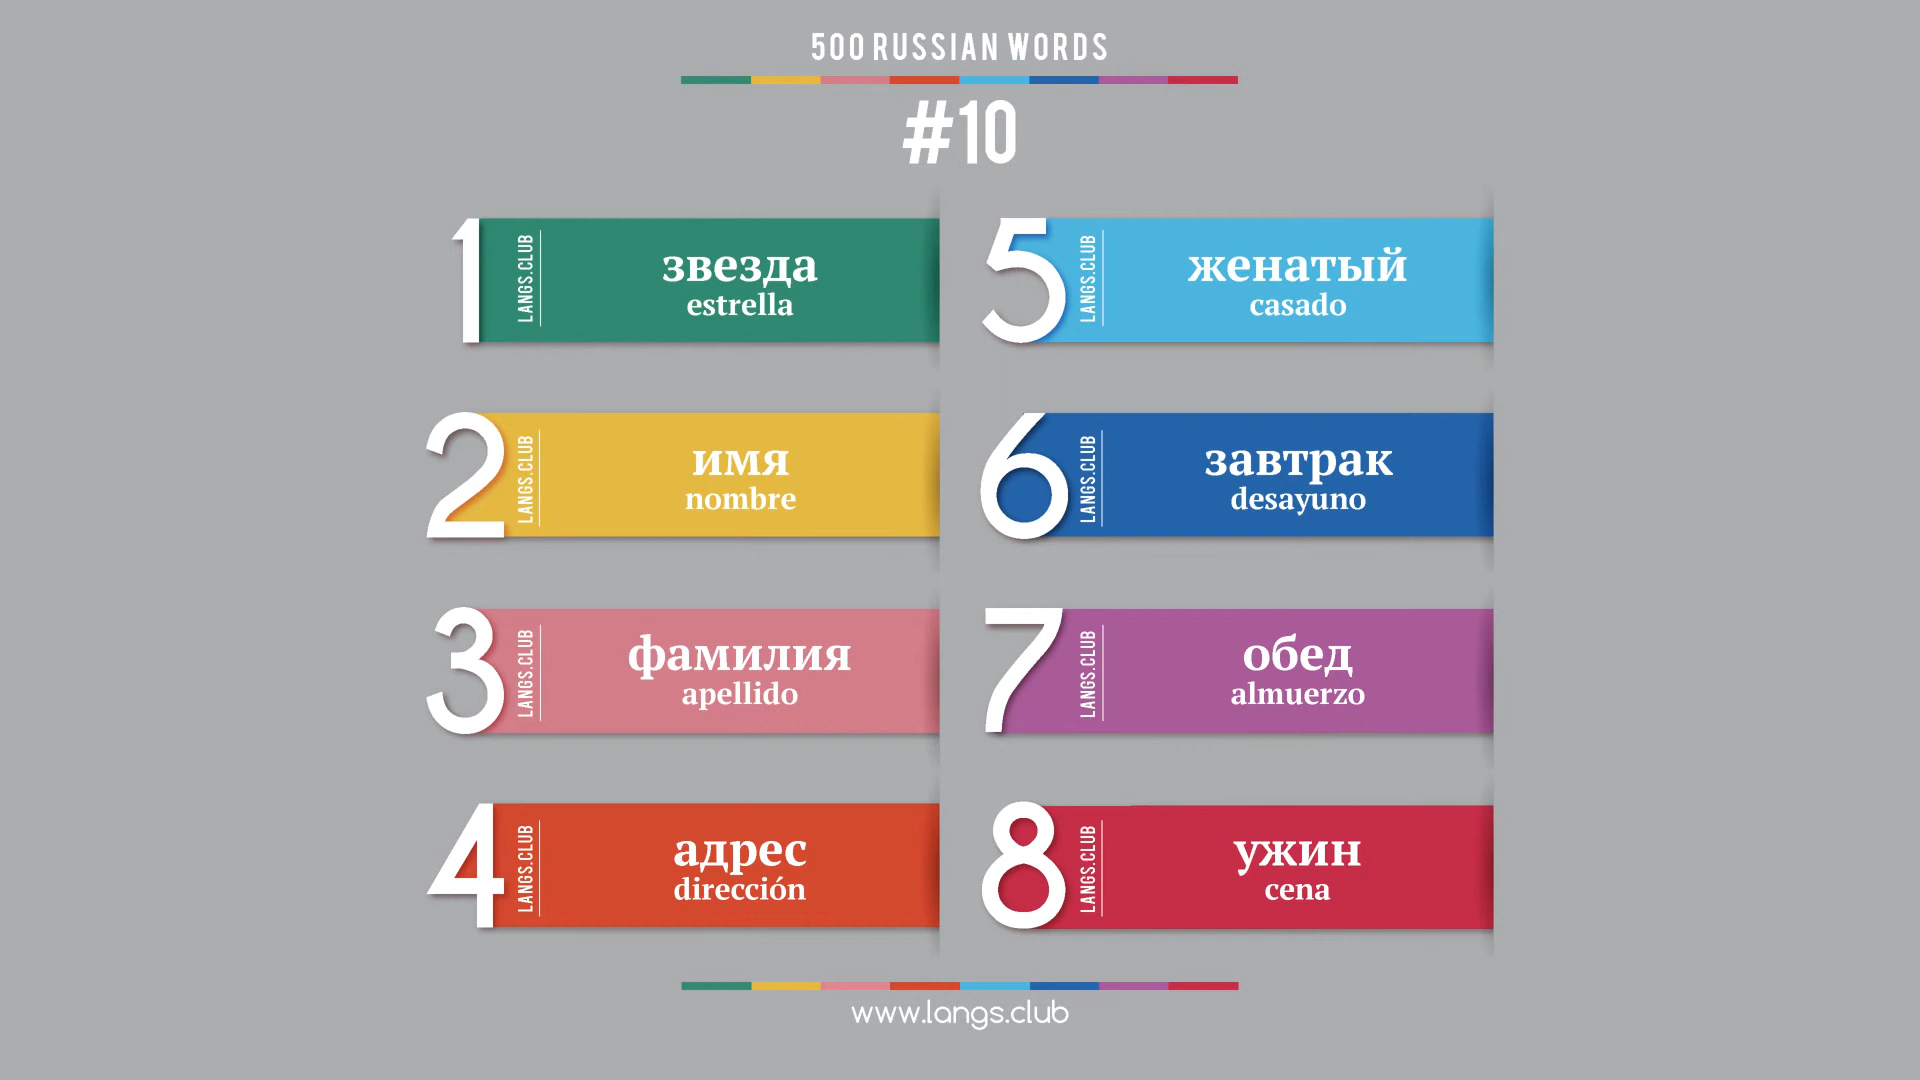 500 RUSSIAN WORDS
#10
1
LANGS.CLUB
звезда
estrella
2
LANGS.CLUB
имя
nombre
3
LANGS.CLUB
фамилия
apellido
4
LANGS.CLUB
адрес
dirección
5
LANGS.CLUB
женатый
casado
6
LANGS.CLUB
завтрак
desayuno
7
LANGS.CLUB
обед
almuerzo
8
LANGS.CLUB
ужин
cena
www.langs.club